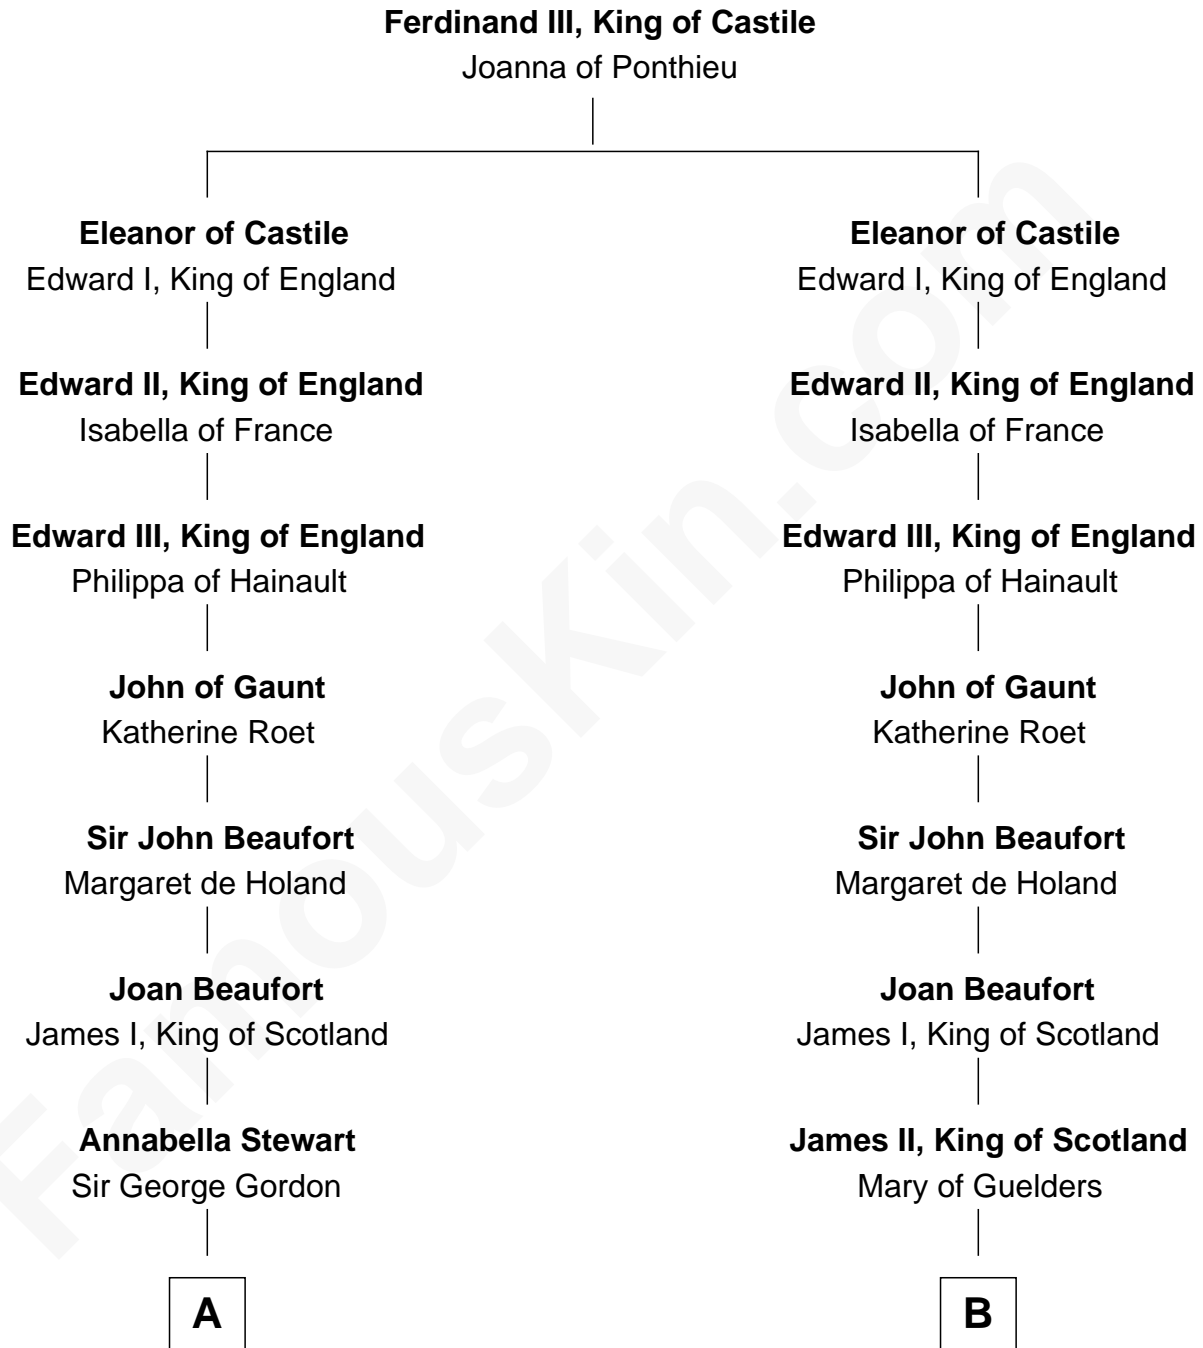 Ferdinand III, King of Castile
Joanna of Ponthieu
Eleanor of Castile
Edward I, King of England
Edward II, King of England
Isabella of France
Edward III, King of England
Philippa of Hainault
John of Gaunt
Katherine Roet
Sir John Beaufort
Margaret de Holand
Joan Beaufort
James I, King of Scotland
Annabella Stewart
Sir George Gordon
A
Eleanor of Castile
Edward I, King of England
Edward II, King of England
Isabella of France
Edward III, King of England
Philippa of Hainault
John of Gaunt
Katherine Roet
Sir John Beaufort
Margaret de Holand
Joan Beaufort
James I, King of Scotland
James II, King of Scotland
Mary of Guelders
B
FamousKin.com